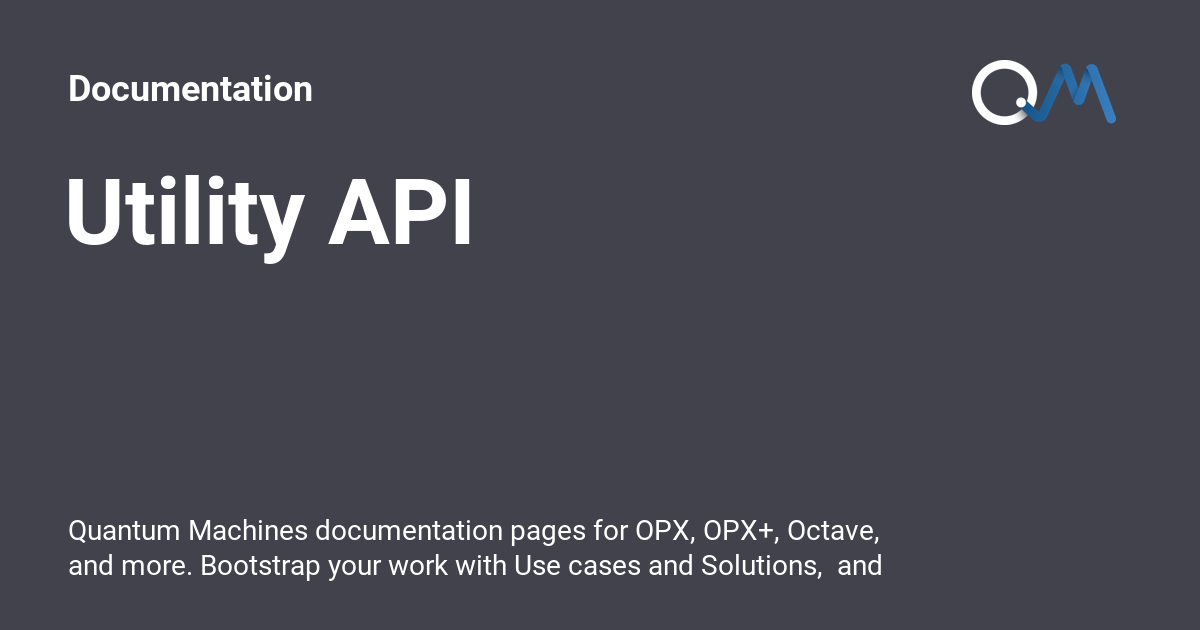 Documentation
QM
Utility API
Quantum Machines documentation pages for OPX, OPX+, Octave,
and more. Bootstrap your work with Use cases and Solutions,  and